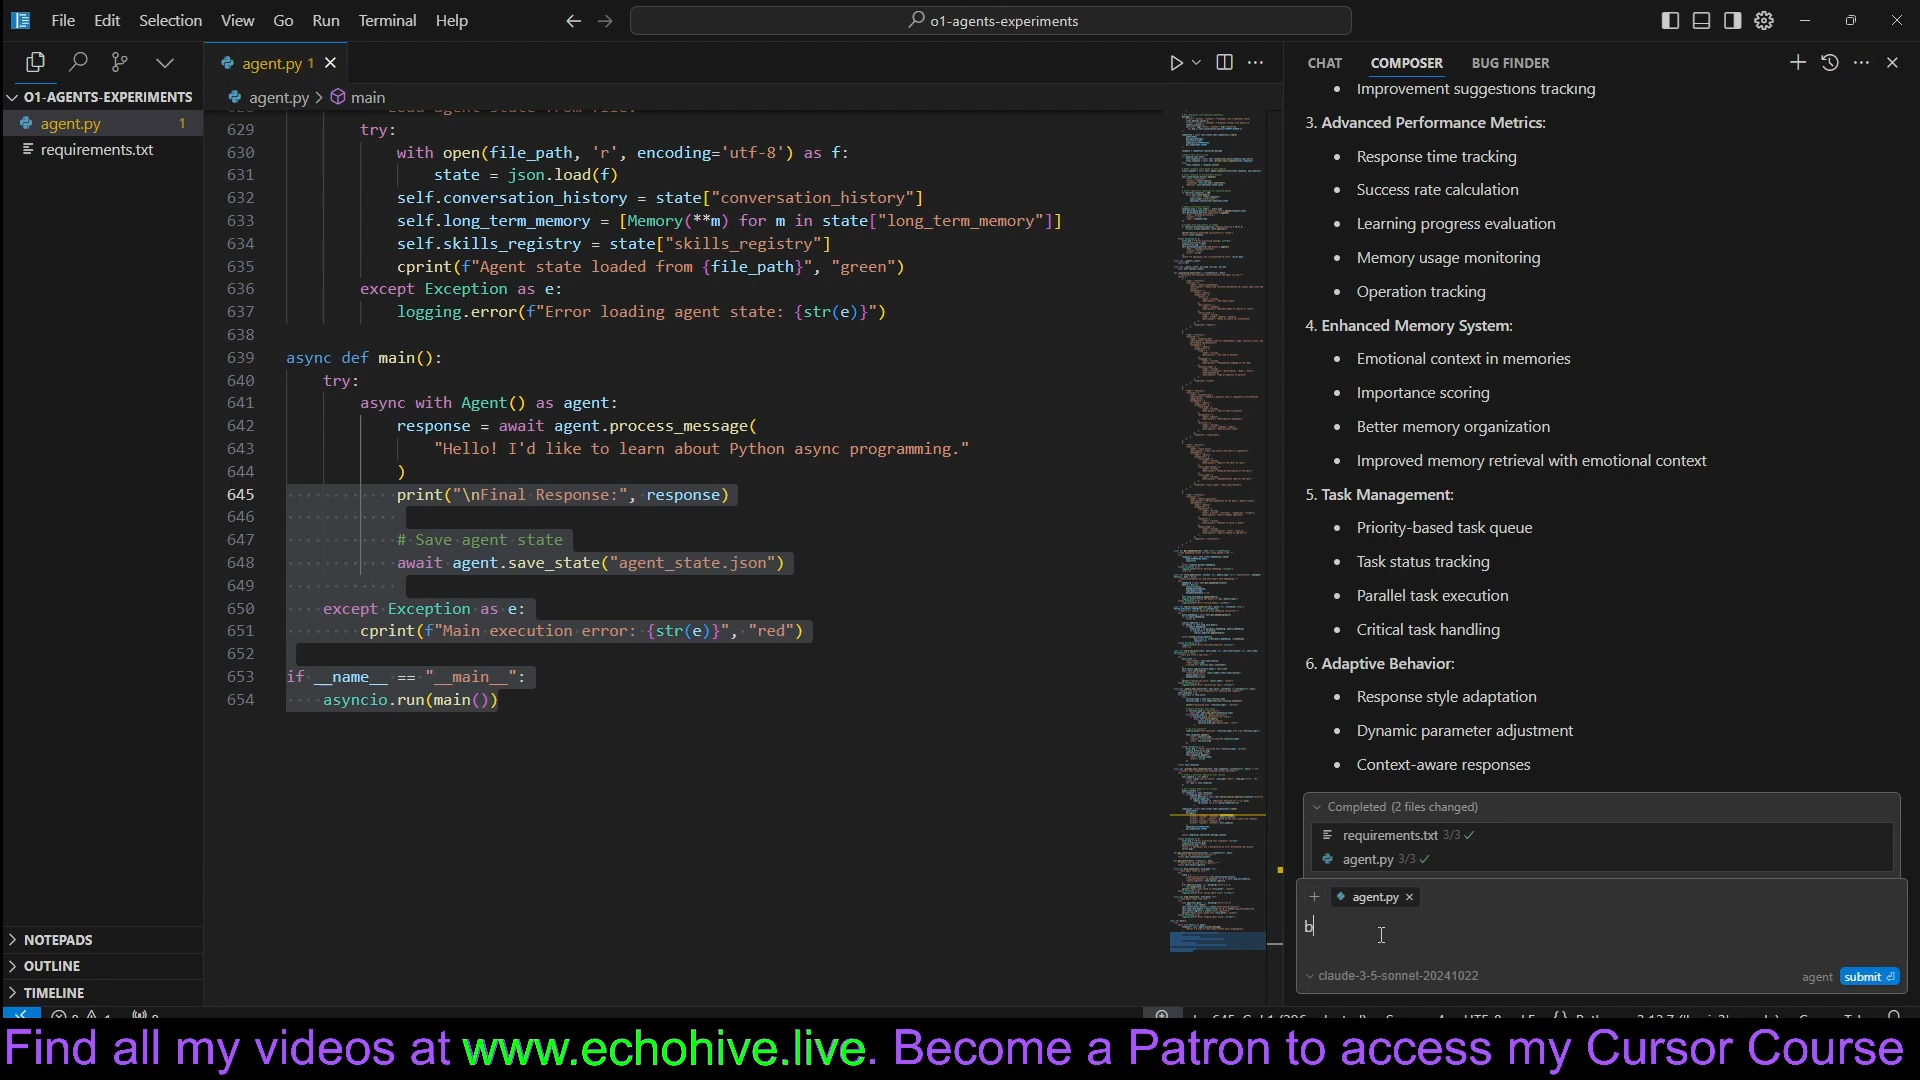 File Edit Selection View Go Run Terminal Help
o1-agents-experiments
agent.py 1
CHAT COMPOSER BUG FINDER
O1-AGENTS-EXPERIMENTS
agent.py 1
requirements.txt
NOTEPADS
OUTLINE
TIMELINE
agent.py > main
629 try:
630 with open(file_path, 'r', encoding='utf-8') as f:
631 state = json.load(f)
632 self.conversation_history = state["conversation_history"]
633 self.long_term_memory = [Memory(**m) for m in state["long_term_memory"]]
634 self.skills_registry = state["skills_registry"]
635 cprint(f"Agent state loaded from {file_path}", "green")
636 except Exception as e:
637 logging.error(f"Error loading agent state: {str(e)}")
638
639 async def main():
640 try:
641 async with Agent() as agent:
642 response = await agent.process_message(
643 "Hello! I'd like to learn about Python async programming."
644 )
645 print("\nFinal Response:", response)
646
647 # Save agent state
648 await agent.save_state("agent_state.json")
649
650 except Exception as e:
651 cprint(f"Main execution error: {str(e)}", "red")
652
653 if __name__ == "__main__":
654 asyncio.run(main())
Improvement suggestions tracking
3. Advanced Performance Metrics:
Response time tracking
Success rate calculation
Learning progress evaluation
Memory usage monitoring
Operation tracking
4. Enhanced Memory System:
Emotional context in memories
Importance scoring
Better memory organization
Improved memory retrieval with emotional context
5. Task Management:
Priority-based task queue
Task status tracking
Parallel task execution
Critical task handling
6. Adaptive Behavior:
Response style adaptation
Dynamic parameter adjustment
Context-aware responses
Completed (2 files changed)
requirements.txt 3/3
agent.py 3/3
agent.py
b
claude-3-5-sonnet-20241022
agent submit
Find all my videos at www.echohive.live. Become a Patron to access my Cursor Course